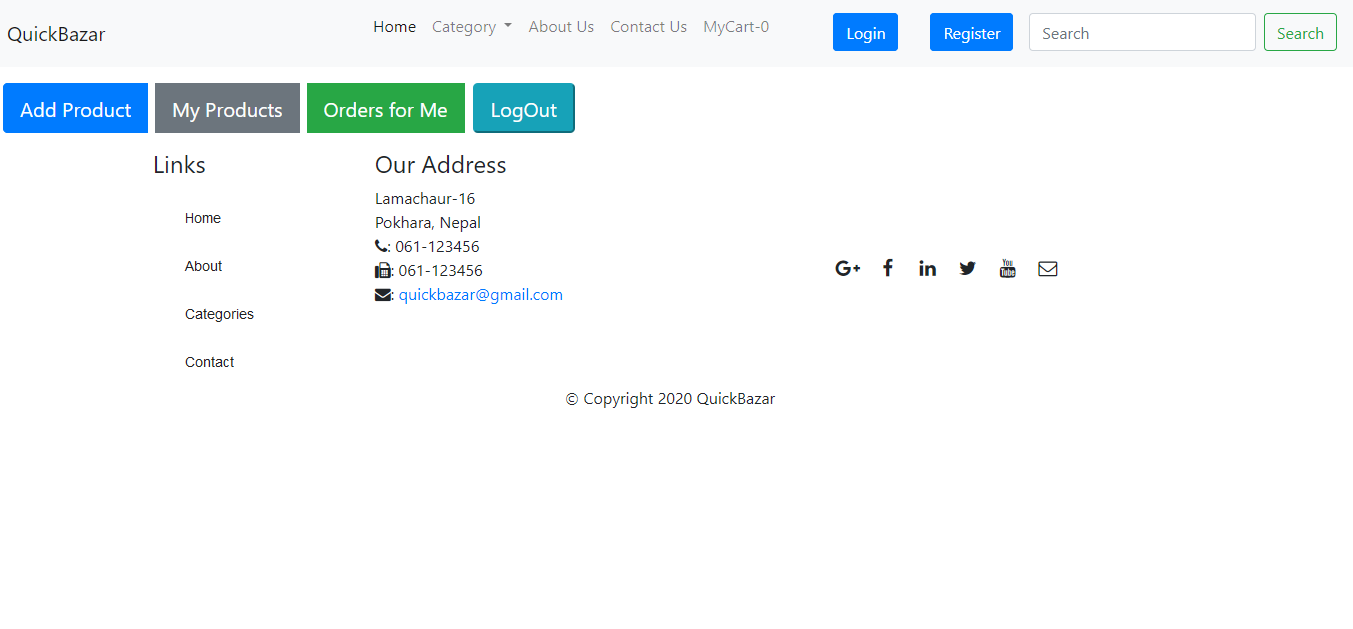 QuickBazar Home Category About Us Contact Us MyCart-0 Login Register Search Search
Add Product My Products Orders for Me LogOut
Links
Home
About
Categories
Contact
Our Address
Lamachaur-16
Pokhara, Nepal
: 061-123456
: 061-123456
: quickbazar@gmail.com
G+ f in You Tube
© Copyright 2020 QuickBazar